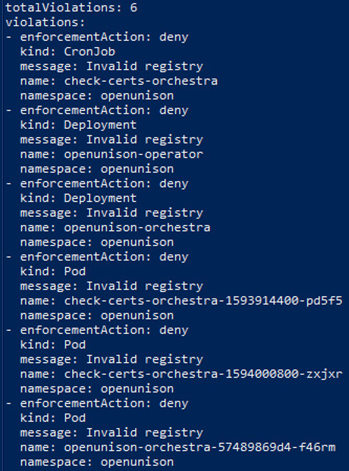 totalViolations: 6
violations:
- enforcementAction: deny
  kind: CronJob
  message: Invalid registry
  name: check-certs-orchestra
  namespace: openunison
- enforcementAction: deny
  kind: Deployment
  message: Invalid registry
  name: openunison-operator
  namespace: openunison
- enforcementAction: deny
  kind: Deployment
  message: Invalid registry
  name: openunison-orchestra
  namespace: openunison
- enforcementAction: deny
  kind: Pod
  message: Invalid registry
  name: check-certs-orchestra-1593914400-pd5f5
  namespace: openunison
- enforcementAction: deny
  kind: Pod
  message: Invalid registry
  name: check-certs-orchestra-1594000800-zxjxr
  namespace: openunison
- enforcementAction: deny
  kind: Pod
  message: Invalid registry
  name: openunison-orchestra-57489869d4-f46rm
  namespace: openunison